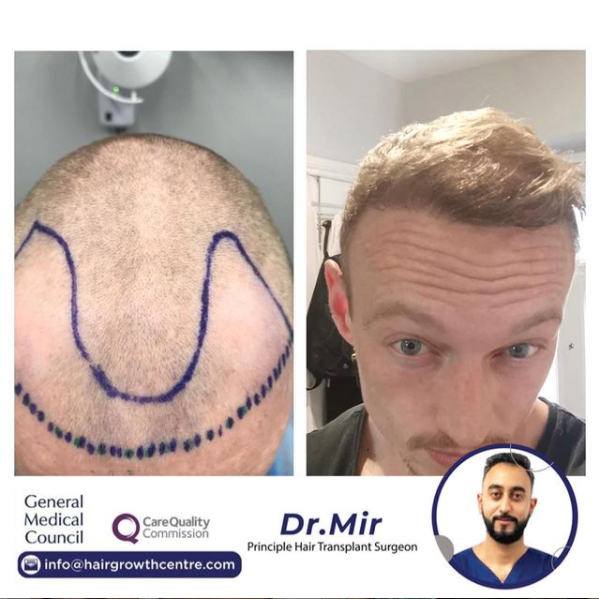 General
Medical
Council
CareQuality
Commission
Dr.Mir
Principle Hair Transplant Surgeon
info@hairgrowthcentre.com